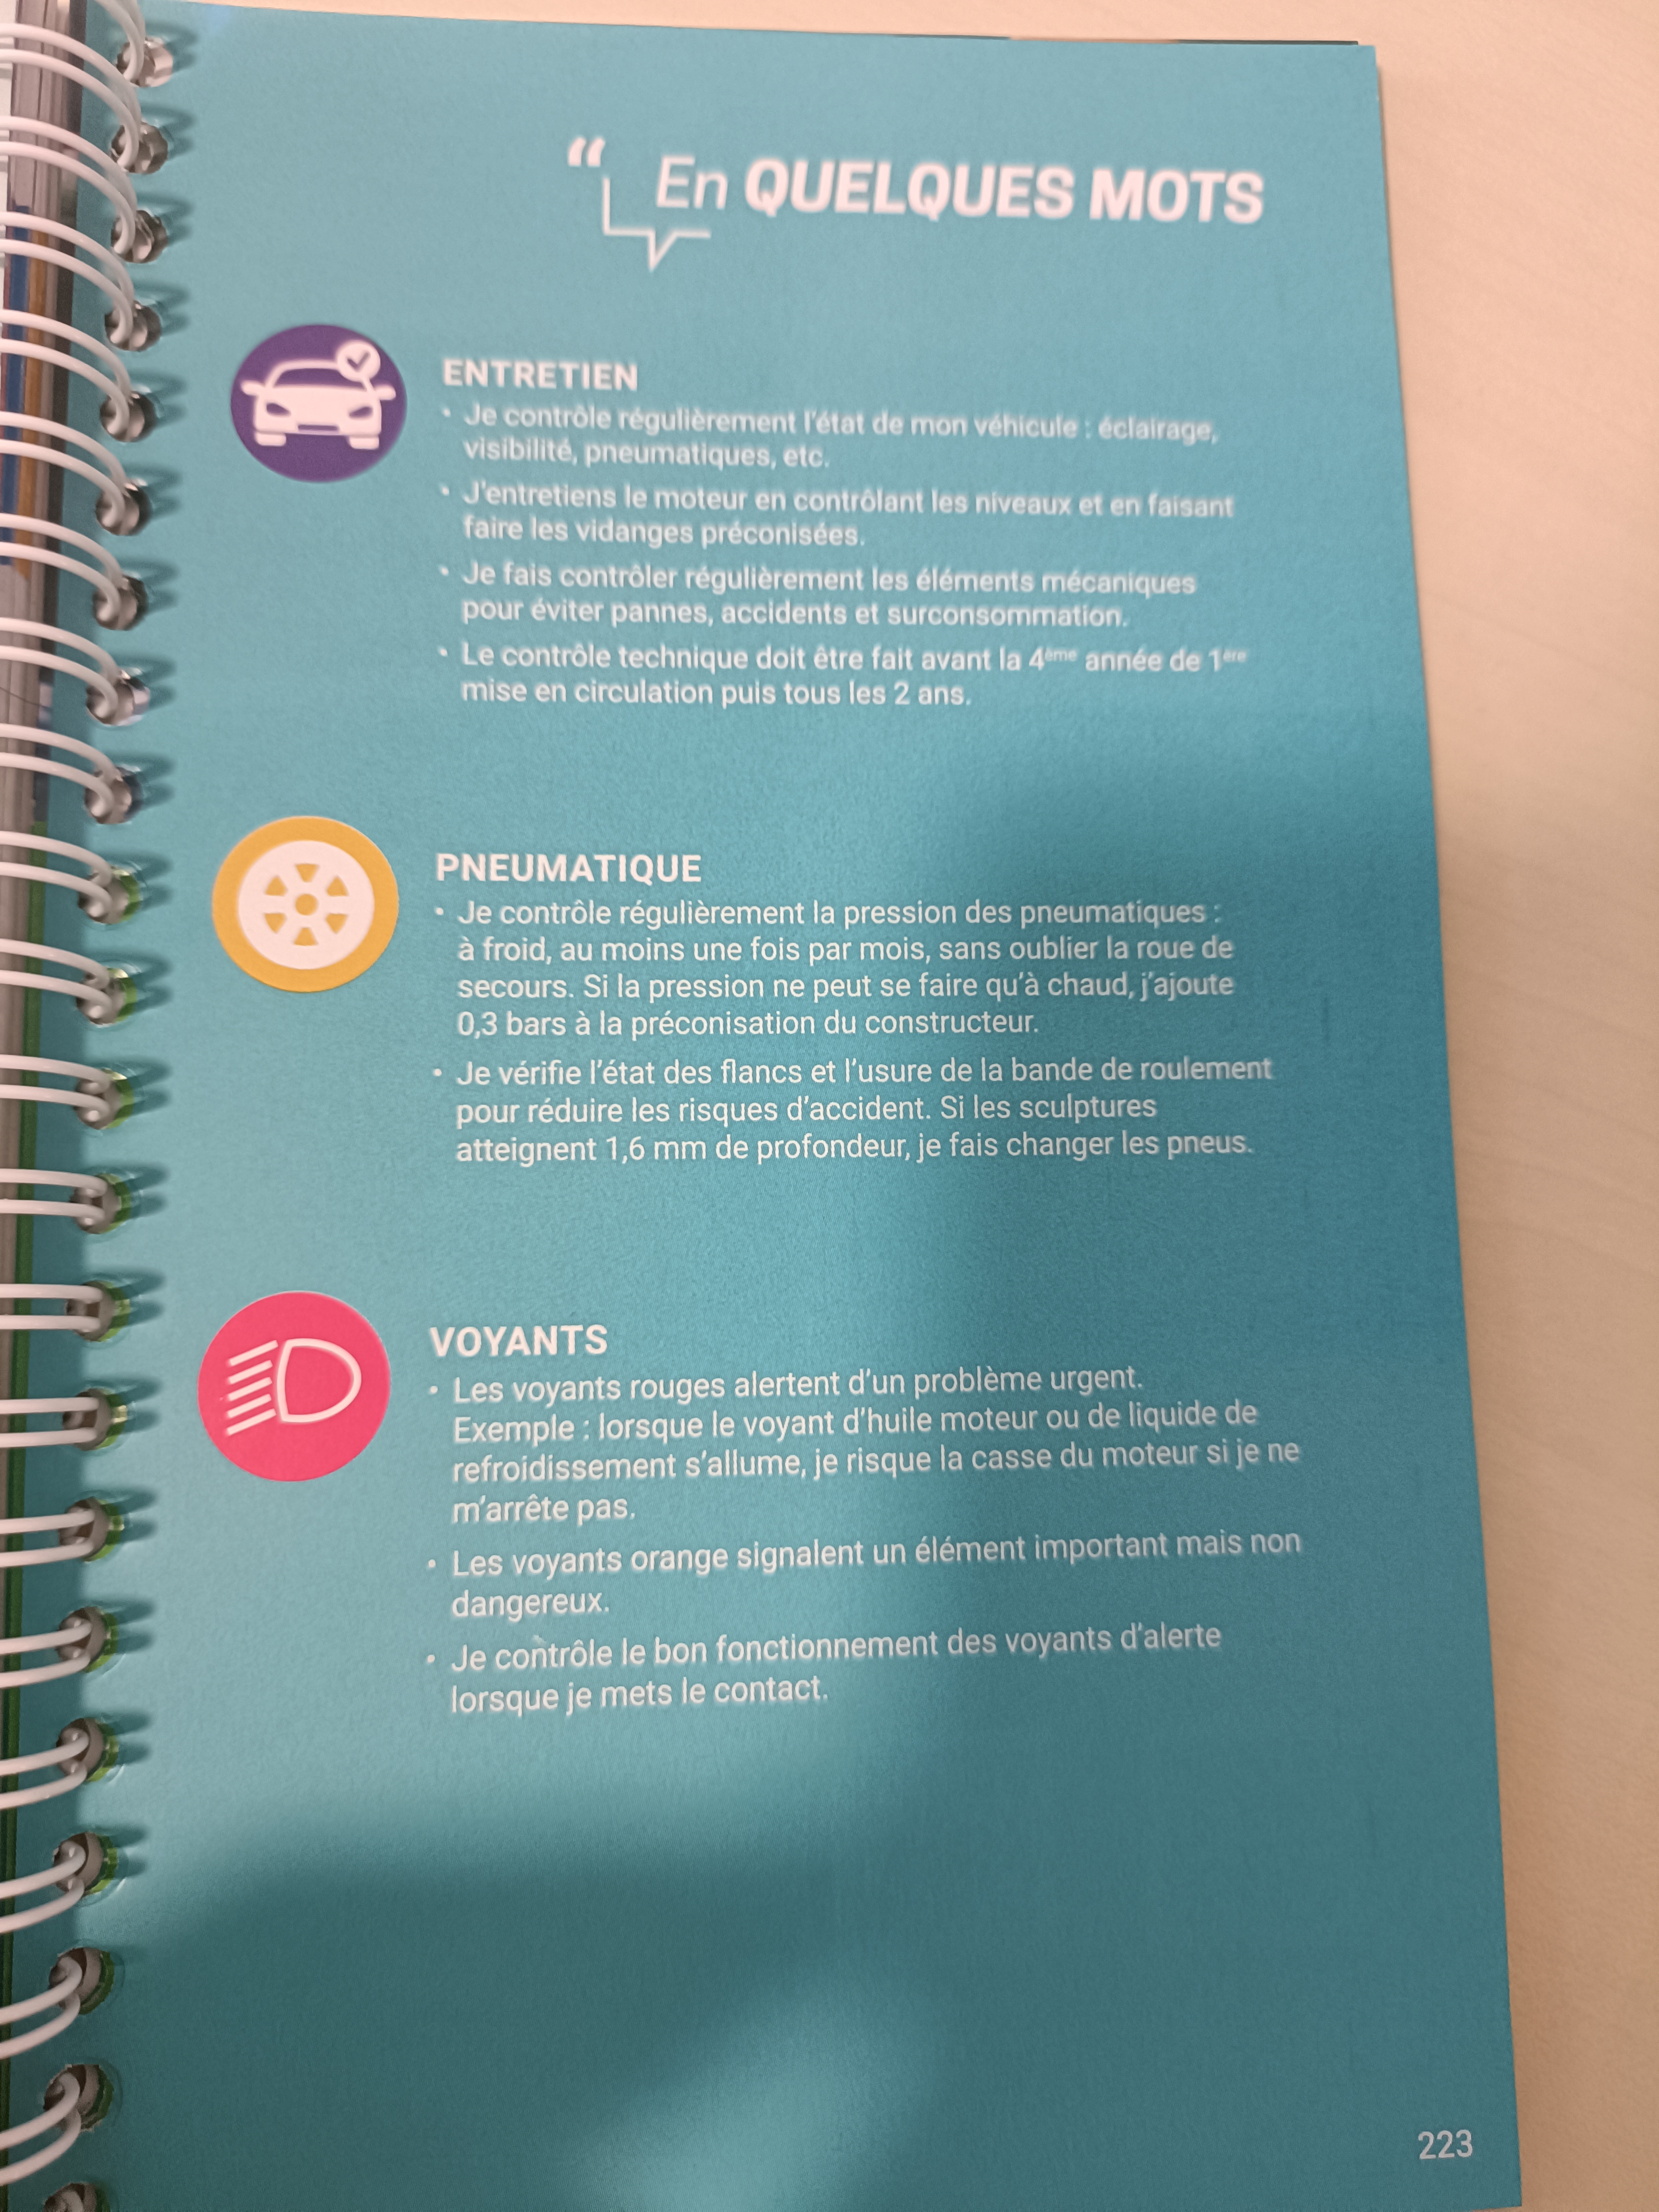 “ En QUELQUES MOTS
ENTRETIEN
• Je contrôle régulièrement l'état de mon véhicule : éclairage,
visibilité, pneumatiques, etc.
• J'entretiens le moteur en contrôlant les niveaux et en faisant
faire les vidanges préconisées.
• Je fais contrôler régulièrement les éléments mécaniques
pour éviter pannes, accidents et surconsommation.
• Le contrôle technique doit être fait avant la 4ème année de 1ère
mise en circulation puis tous les 2 ans.
PNEUMATIQUE
• Je contrôle régulièrement la pression des pneumatiques :
à froid, au moins une fois par mois, sans oublier la roue de
secours. Si la pression ne peut se faire qu'à chaud, j'ajoute
0,3 bars à la préconisation du constructeur.
• Je vérifie l'état des flancs et l'usure de la bande de roulement
pour réduire les risques d'accident. Si les sculptures
atteignent 1,6 mm de profondeur, je fais changer les pneus.
VOYANTS
• Les voyants rouges alertent d'un problème urgent.
Exemple : lorsque le voyant d'huile moteur ou de liquide de
refroidissement s'allume, je risque la casse du moteur si je ne
m'arrête pas.
• Les voyants orange signalent un élément important mais non
dangereux.
• Je contrôle le bon fonctionnement des voyants d'alerte
lorsque je mets le contact.
223